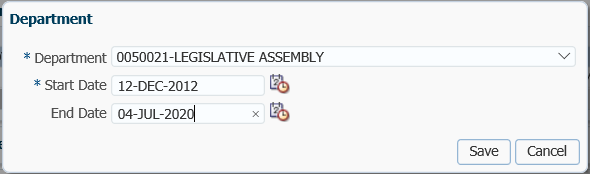 Department
* Department 0050021-LEGISLATIVE ASSEMBLY
* Start Date 12-DEC-2012
End Date 04-JUL-2020 ×
Save Cancel